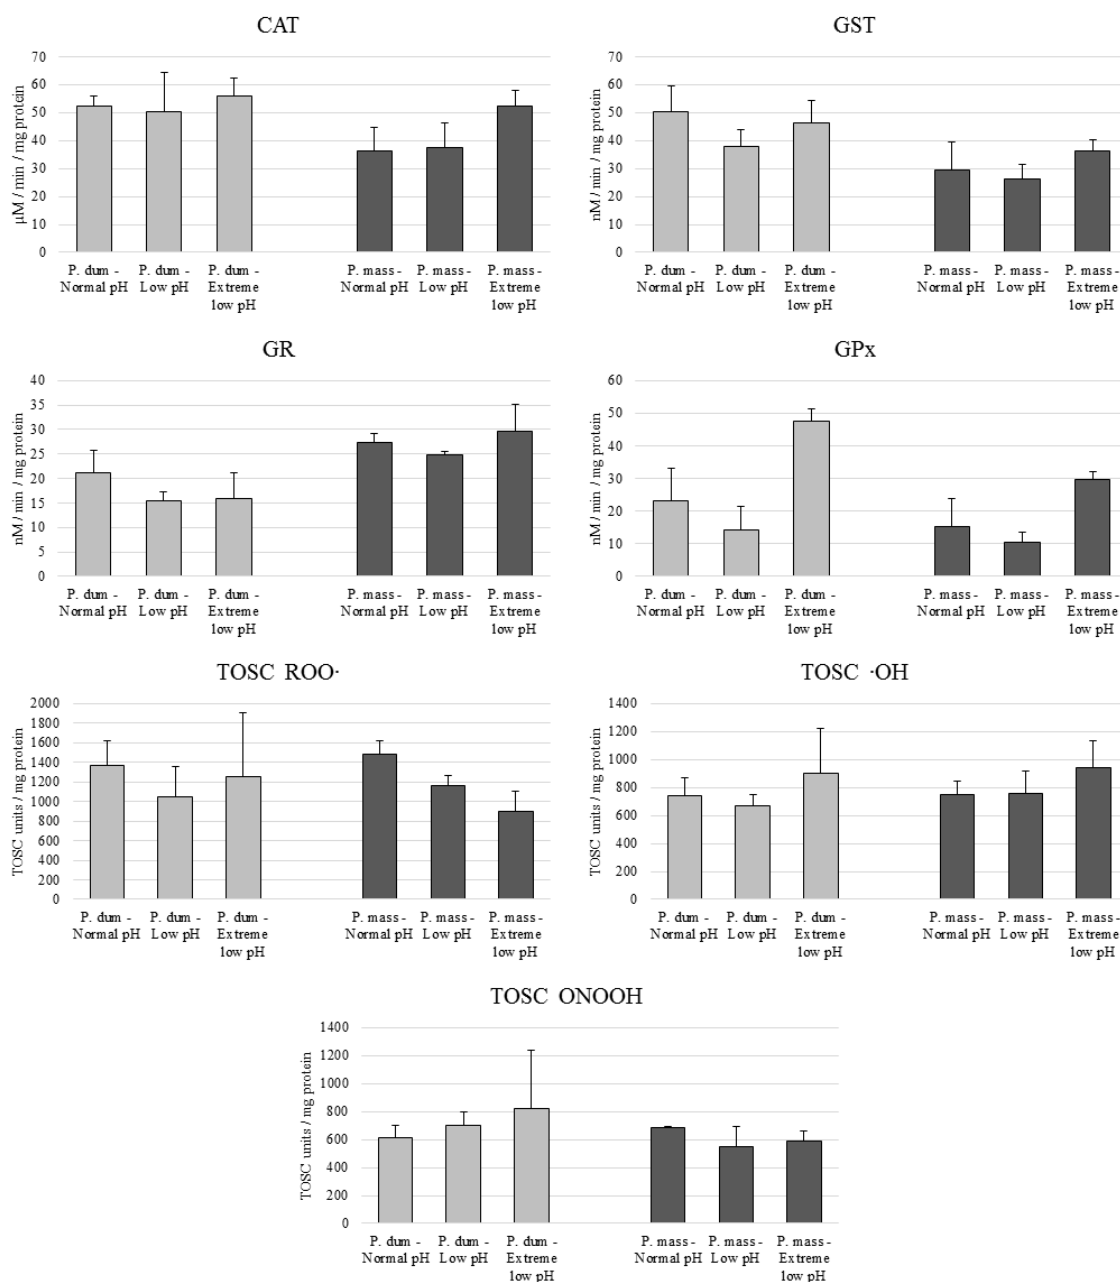 CAT
70
60
50
40
30
20
10
0
µM / min / mg protein
P. dum -
Normal pH
P. dum -
Low pH
P. dum -
Extreme
low pH
P. mass-
Normal pH
P. mass-
Low pH
P. mass-
Extreme
low pH
GST
70
60
50
40
30
20
10
0
nM / min / mg protein
P. dum -
Normal pH
P. dum -
Low pH
P. dum -
Extreme
low pH
P. mass-
Normal pH
P. mass-
Low pH
P. mass-
Extreme
low pH
GR
40
35
30
25
20
15
10
5
0
nM / min / mg protein
P. dum -
Normal pH
P. dum -
Low pH
P. dum -
Extreme
low pH
P. mass-
Normal pH
P. mass-
Low pH
P. mass-
Extreme
low pH
GPx
60
50
40
30
20
10
0
nM / min / mg protein
P. dum -
Normal pH
P. dum -
Low pH
P. dum -
Extreme
low pH
P. mass-
Normal pH
P. mass-
Low pH
P. mass-
Extreme
low pH
TOSC ROO·
2000
1800
1600
1400
1200
1000
800
600
400
200
0
TOSC units / mg protein
P. dum -
Normal pH
P. dum -
Low pH
P. dum -
Extreme
low pH
P. mass-
Normal pH
P. mass-
Low pH
P. mass-
Extreme
low pH
TOSC ·OH
1400
1200
1000
800
600
400
200
0
TOSC units / mg protein
P. dum -
Normal pH
P. dum -
Low pH
P. dum -
Extreme
low pH
P. mass-
Normal pH
P. mass-
Low pH
P. mass-
Extreme
low pH
TOSC ONOOH
1400
1200
1000
800
600
400
200
0
TOSC units / mg protein
P. dum -
Normal pH
P. dum -
Low pH
P. dum -
Extreme
low pH
P. mass-
Normal pH
P. mass-
Low pH
P. mass-
Extreme
low pH